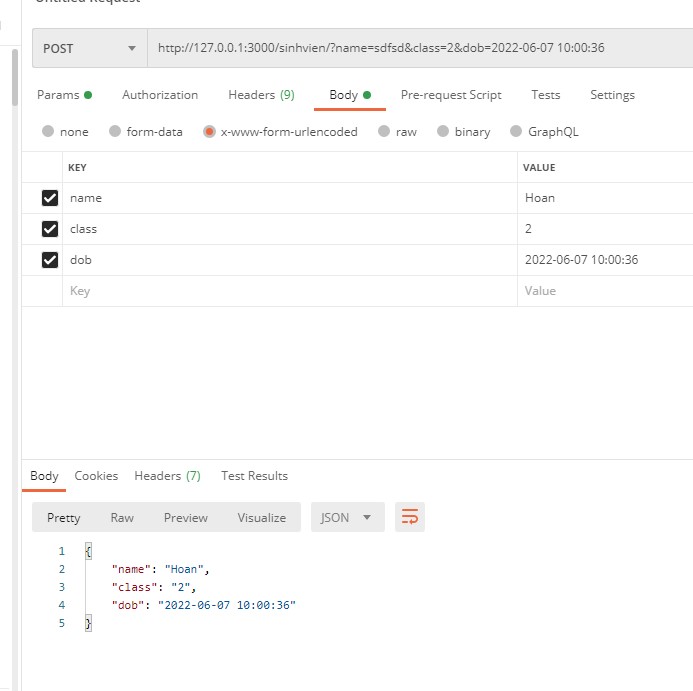 Untitled Request
POST http://127.0.0.1:3000/sinhvien/?name=sdfsd&class=2&dob=2022-06-07 10:00:36
Params Authorization Headers (9) Body Pre-request Script Tests Settings
none form-data x-www-form-urlencoded raw binary GraphQL
KEY VALUE
name Hoan
class 2
dob 2022-06-07 10:00:36
Key Value
Body Cookies Headers (7) Test Results
Pretty Raw Preview Visualize JSON
1 {
2 "name": "Hoan",
3 "class": "2",
4 "dob": "2022-06-07 10:00:36"
5 }